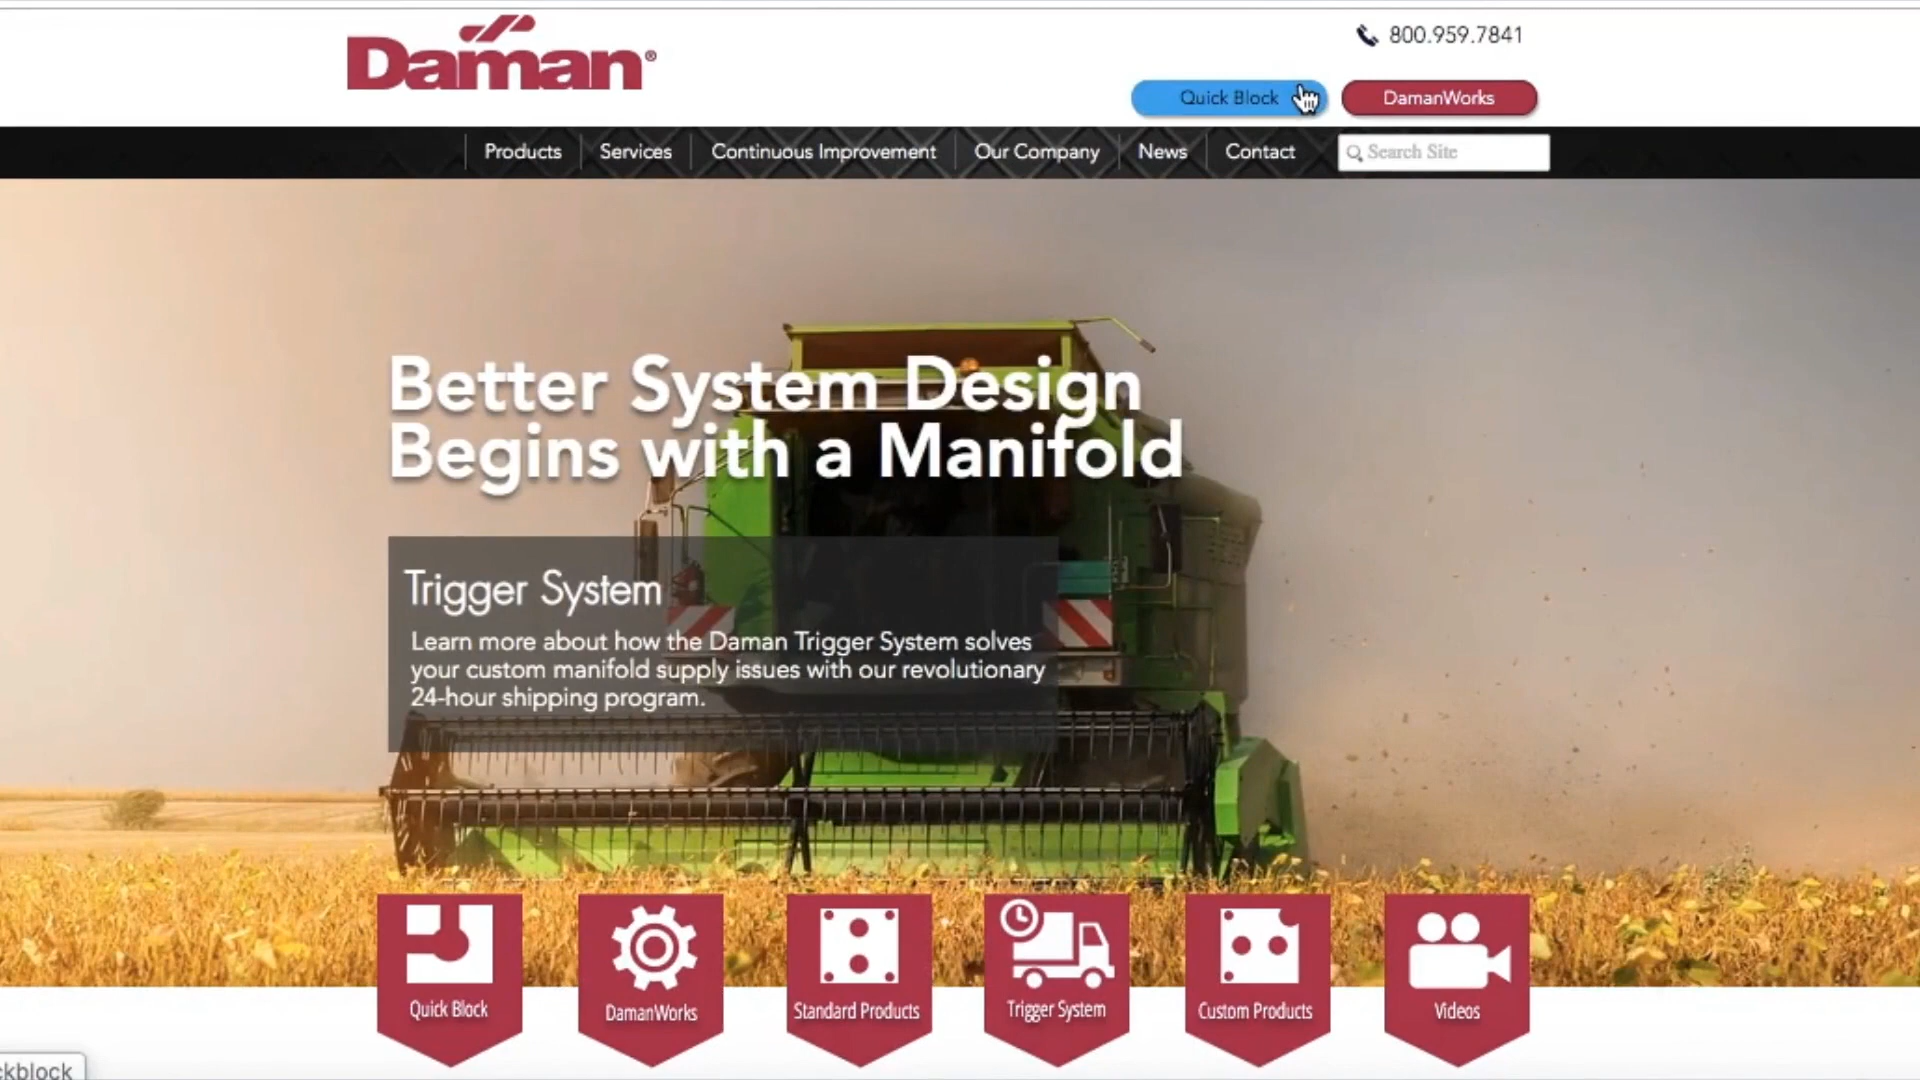 Daman®
800.959.7841
Quick Block
DamanWorks
Products
Services
Continuous Improvement
Our Company
News
Contact
Search Site
Better System Design
Begins with a Manifold
Trigger System
Learn more about how the Daman Trigger System solves
your custom manifold supply issues with our revolutionary
24-hour shipping program.
Quick Block
DamanWorks
Standard Products
Trigger System
Custom Products
Videos
ckblock